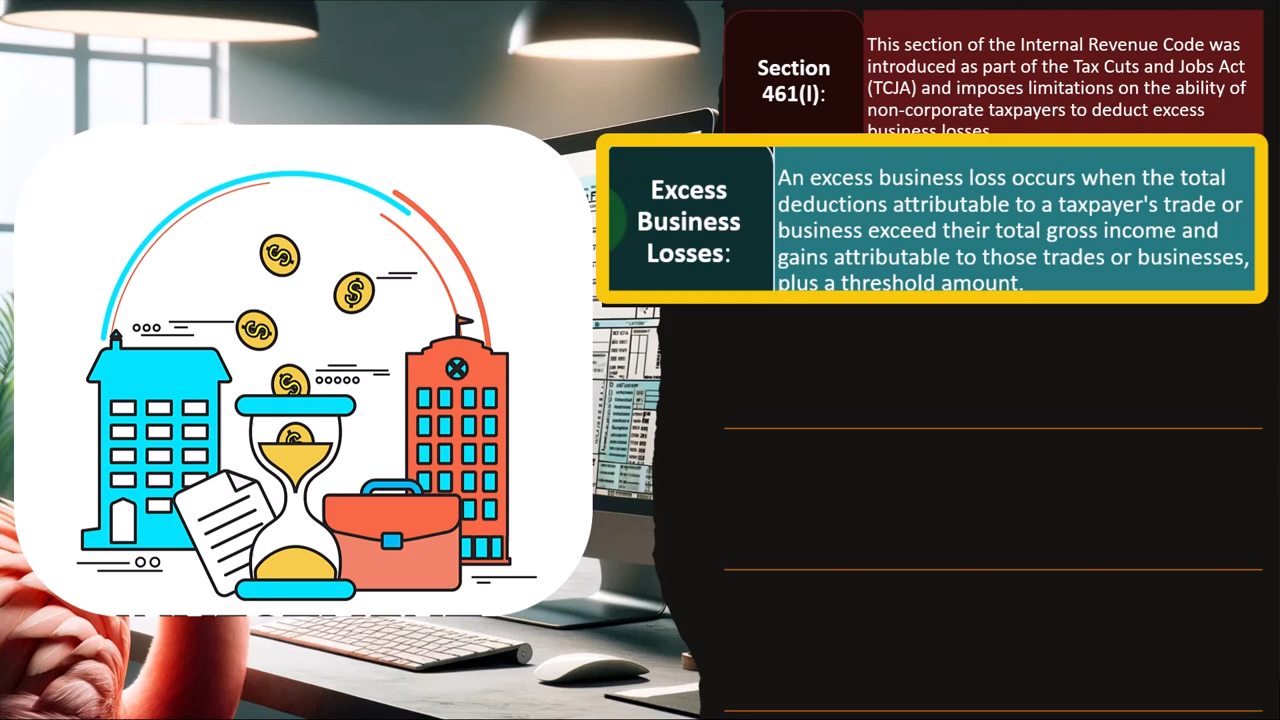 Section
461(l):
This section of the Internal Revenue Code was
introduced as part of the Tax Cuts and Jobs Act
(TCJA) and imposes limitations on the ability of
non-corporate taxpayers to deduct excess
business losses
Excess
Business
Losses:
An excess business loss occurs when the total
deductions attributable to a taxpayer's trade or
business exceed their total gross income and
gains attributable to those trades or businesses,
plus a threshold amount.